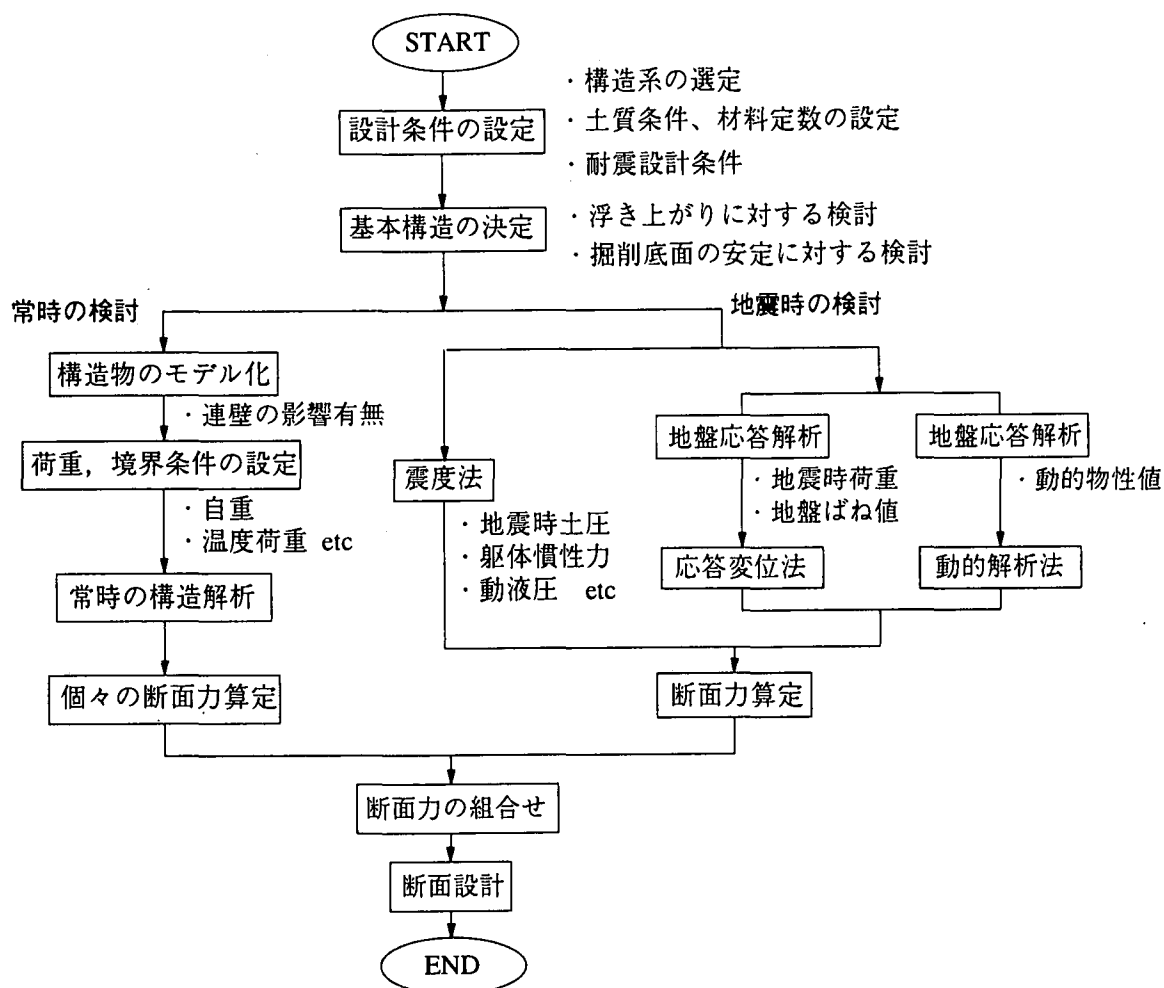 START
・構造系の選定
設計条件の設定
・土質条件、材料定数の設定
・耐震設計条件
基本構造の決定
・浮き上がりに対する検討
・掘削底面の安定に対する検討
常時の検討
地震時の検討
構造物のモデル化
・連壁の影響有無
荷重，境界条件の設定
・自重
・温度荷重 etc
常時の構造解析
個々の断面力算定
震度法
・地震時土圧
・躯体慣性力
・動液圧 etc
地盤応答解析
・地震時荷重
・地盤ばね値
応答変位法
地盤応答解析
・動的物性値
動的解析法
断面力算定
断面力の組合せ
断面設計
END